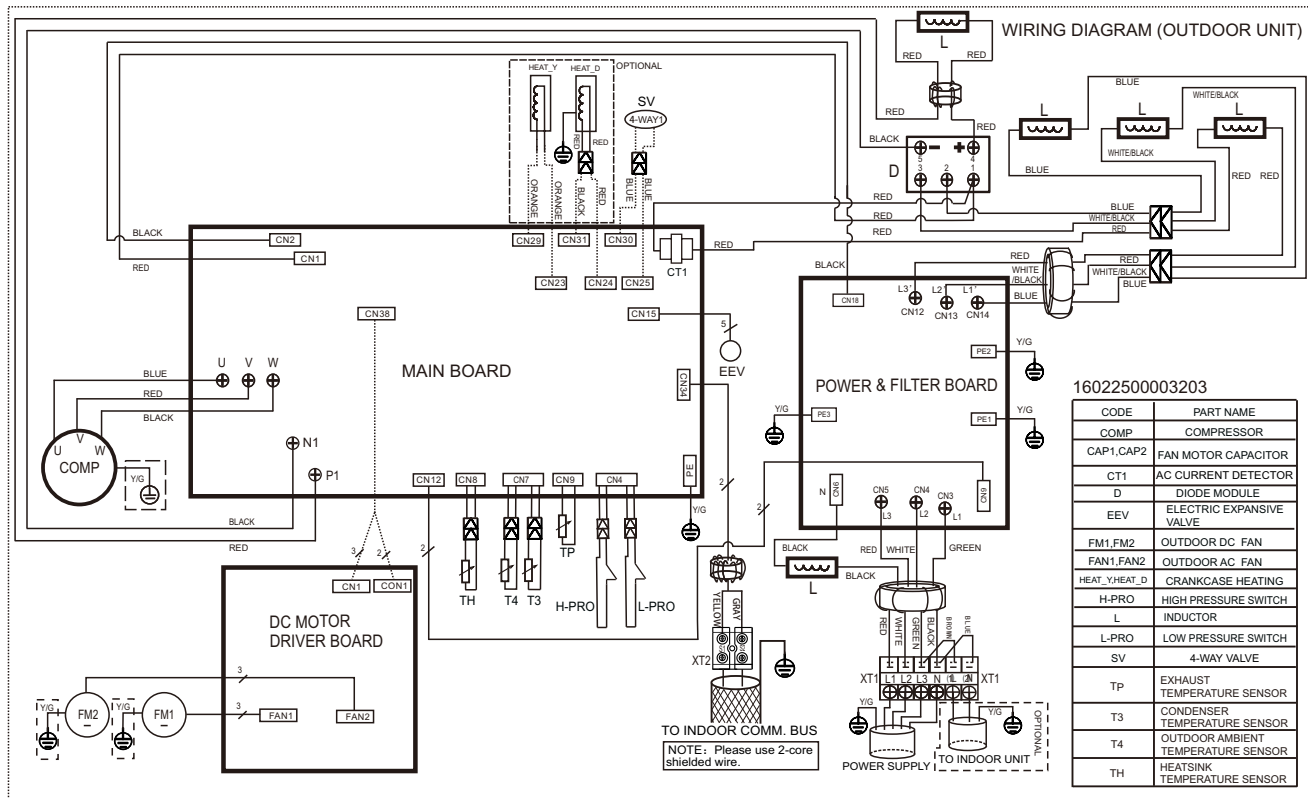 WIRING DIAGRAM (OUTDOOR UNIT)
L
RED
RED
RED
RED
BLACK
5
4
3
2
1
D
BLUE
WHITE/BLACK
L
L
L
WHITE/BLACK
BLUE
RED
RED
BLUE
WHITE/BLACK
RED
RED
RED
RED
RED
HEAT_Y
HEAT_D
OPTIONAL
SV
4-WAY1
RED
RED
ORANGE
ORANGE
BLACK
RED
BLUE
BLUE
CN29
CN31
CN30
CN23
CN24
CN25
CT1
BLACK
CN2
RED
CN1
CN38
CN15
5
EEV
MAIN BOARD
CN34
U
V
W
BLUE
RED
BLACK
U
V
W
COMP
Y/G
N1
P1
BLACK
RED
CN12
CN8
CN7
CN9
CN4
PE
Y/G
2
2
2
TH
T4
T3
TP
H-PRO
L-PRO
3
2
CN1
CON1
DC MOTOR
DRIVER BOARD
3
3
FAN1
FAN2
Y/G
FM2
Y/G
FM1
BLACK
CN18
RED
WHITE
/BLACK
BLUE
RED
WHITE/BLACK
BLUE
L3'
L2'
L1'
CN12
CN13
CN14
PE2
Y/G
POWER & FILTER BOARD
PE3
Y/G
PE1
Y/G
N
CN6
CN5
CN4
CN3
L3
L2
L1
CN9
BLACK
RED
WHITE
GREEN
BLACK
L
YELLOW
GRAY
XT2
TO INDOOR COMM. BUS
NOTE: Please use 2-core
shielded wire.
RED
WHITE
GREEN
BLACK
BROWN
BLUE
XT1
L1
L2
L3
N
XT1
Y/G
Y/G
OPTIONAL
POWER SUPPLY
TO INDOOR UNIT
16022500003203
CODE PART NAME
COMP COMPRESSOR
CAP1,CAP2 FAN MOTOR CAPACITOR
CT1 AC CURRENT DETECTOR
D DIODE MODULE
EEV ELECTRIC EXPANSIVE
VALVE
FM1,FM2 OUTDOOR DC FAN
FAN1,FAN2 OUTDOOR AC FAN
HEAT_Y,HEAT_D CRANKCASE HEATING
H-PRO HIGH PRESSURE SWITCH
L INDUCTOR
L-PRO LOW PRESSURE SWITCH
SV 4-WAY VALVE
TP EXHAUST
TEMPERATURE SENSOR
T3 CONDENSER
TEMPERATURE SENSOR
T4 OUTDOOR AMBIENT
TEMPERATURE SENSOR
TH HEATSINK
TEMPERATURE SENSOR